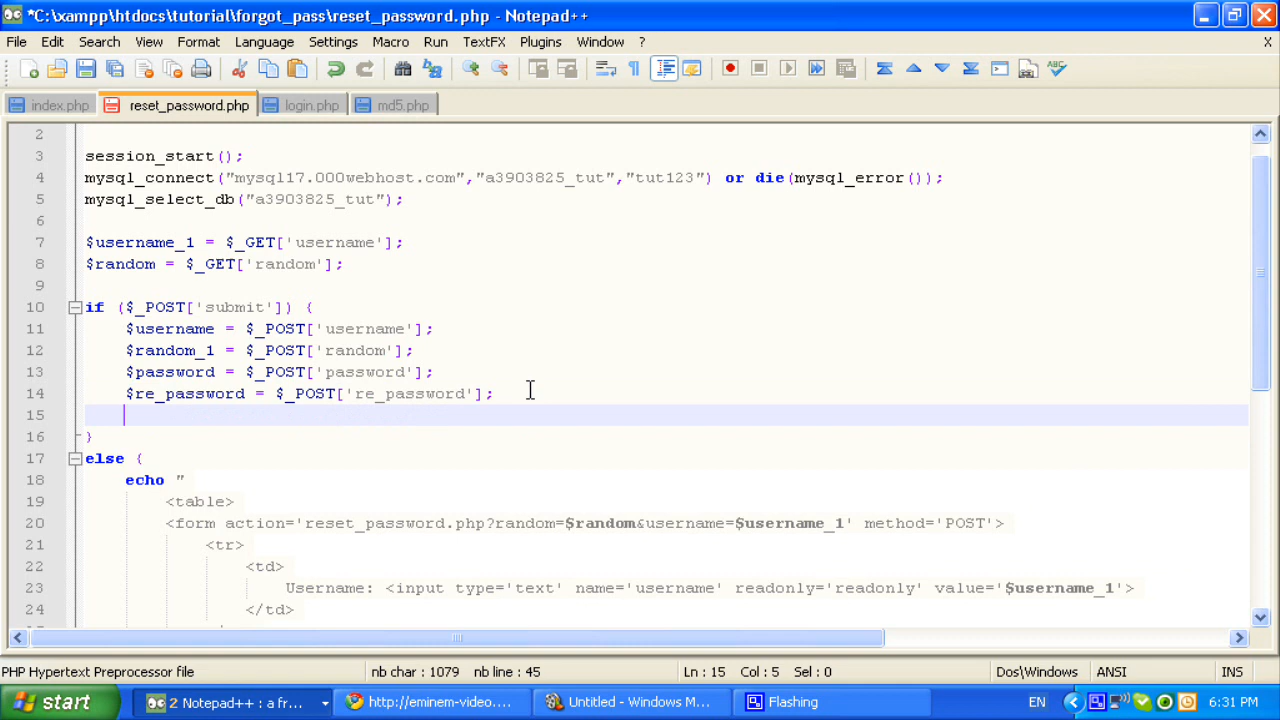 *C:\xampp\htdocs\tutorial\forgot_pass\reset_password.php - Notepad++
File Edit Search View Format Language Settings Macro Run TextFX Plugins Window ? X
index.php reset_password.php login.php md5.php
2
3 session_start();
4 mysql_connect("mysql17.000webhost.com","a3903825_tut","tut123") or die(mysql_error());
5 mysql_select_db("a3903825_tut");
6
7 $username_1 = $_GET['username'];
8 $random = $_GET['random'];
9
10 if ($_POST['submit']) {
11 $username = $_POST['username'];
12 $random_1 = $_POST['random'];
13 $password = $_POST['password'];
14 $re_password = $_POST['re_password'];
15
16 }
17 else {
18 echo "
19 <table>
20 <form action='reset_password.php?random=$random&username=$username_1' method='POST'>
21 <tr>
22 <td>
23 Username: <input type='text' name='username' readonly='readonly' value='$username_1'>
24 </td>
PHP Hypertext Preprocessor file nb char : 1079 nb line : 45 Ln : 15 Col : 5 Sel : 0 Dos\Windows ANSI INS
start 2 Notepad++ : a fr... http://eminem-video.... Untitled - Windows M... Flashing EN 6:31 PM